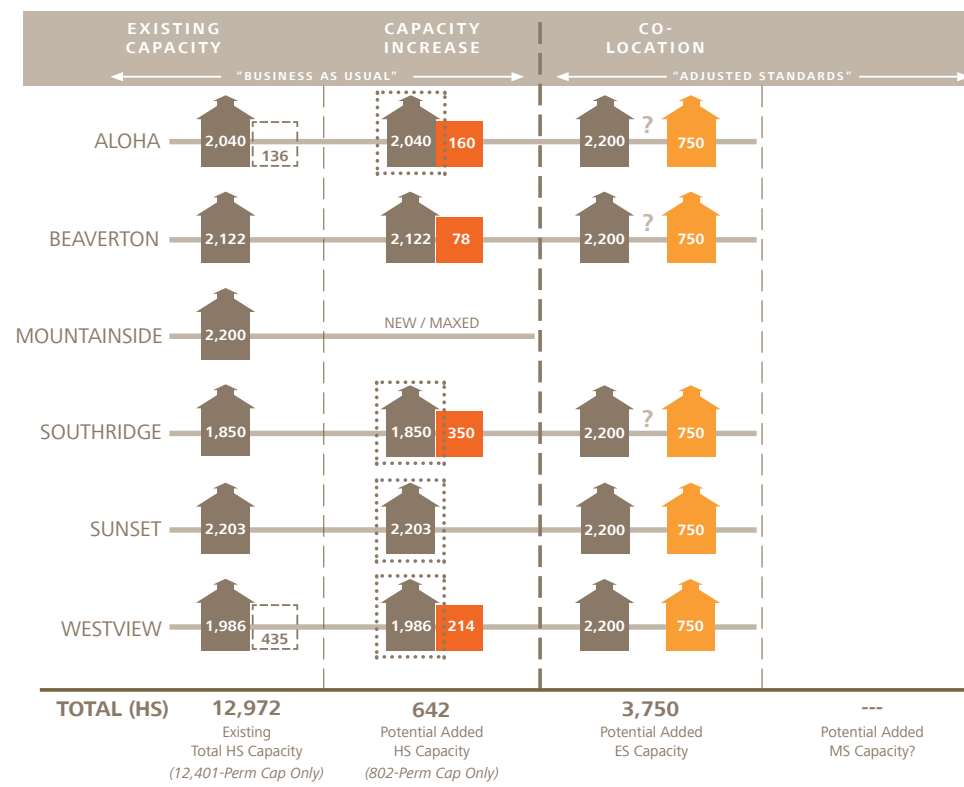 EXISTING CAPACITY
CAPACITY INCREASE
CO-LOCATION
"BUSINESS AS USUAL"
"ADJUSTED STANDARDS"
ALOHA 2,040 136 2,040 160 2,200 ? 750
BEAVERTON 2,122 2,122 78 2,200 ? 750
MOUNTAINSIDE 2,200 NEW / MAXED
SOUTHRIDGE 1,850 1,850 350 2,200 ? 750
SUNSET 2,203 2,203 2,200 750
WESTVIEW 1,986 435 1,986 214 2,200 750
TOTAL (HS) 12,972 642 3,750 ---
Existing
Total HS Capacity
(12,401-Perm Cap Only)
Potential Added
HS Capacity
(802-Perm Cap Only)
Potential Added
ES Capacity
Potential Added
MS Capacity?